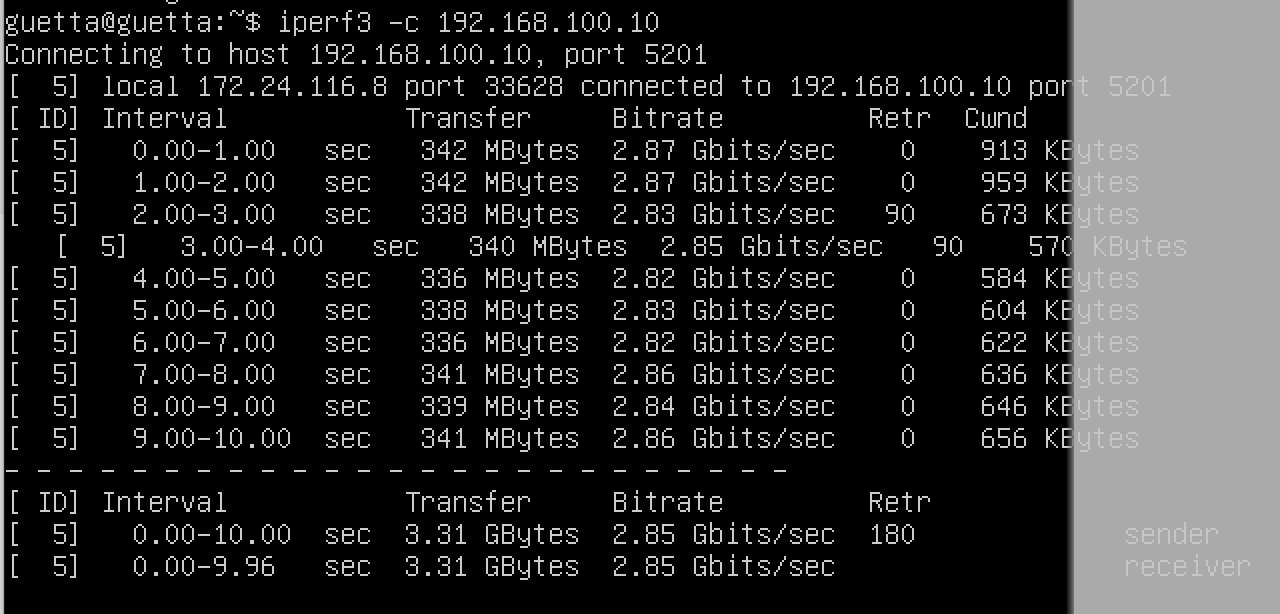 guetta@guetta:~$ iperf3 -c 192.168.100.10
Connecting to host 192.168.100.10, port 5201
[  5] local 172.24.116.8 port 33628 connected to 192.168.100.10 port 5201
[ ID] Interval           Transfer     Bitrate         Retr  Cwnd
[  5]   0.00-1.00   sec   342 MBytes  2.87 Gbits/sec    0    913 KBytes
[  5]   1.00-2.00   sec   342 MBytes  2.87 Gbits/sec    0    959 KBytes
[  5]   2.00-3.00   sec   338 MBytes  2.83 Gbits/sec   90    673 KBytes
[  5]   3.00-4.00   sec   340 MBytes  2.85 Gbits/sec   90    570 KBytes
[  5]   4.00-5.00   sec   336 MBytes  2.82 Gbits/sec    0    584 KBytes
[  5]   5.00-6.00   sec   338 MBytes  2.83 Gbits/sec    0    604 KBytes
[  5]   6.00-7.00   sec   336 MBytes  2.82 Gbits/sec    0    622 KBytes
[  5]   7.00-8.00   sec   341 MBytes  2.86 Gbits/sec    0    636 KBytes
[  5]   8.00-9.00   sec   339 MBytes  2.84 Gbits/sec    0    646 KBytes
[  5]   9.00-10.00  sec   341 MBytes  2.86 Gbits/sec    0    656 KBytes
- - - - - - - - - - - - - - - - - - - - - - - - -
[ ID] Interval           Transfer     Bitrate         Retr
[  5]   0.00-10.00  sec  3.31 GBytes  2.85 Gbits/sec  180             sender
[  5]   0.00-9.96   sec  3.31 GBytes  2.85 Gbits/sec                  receiver